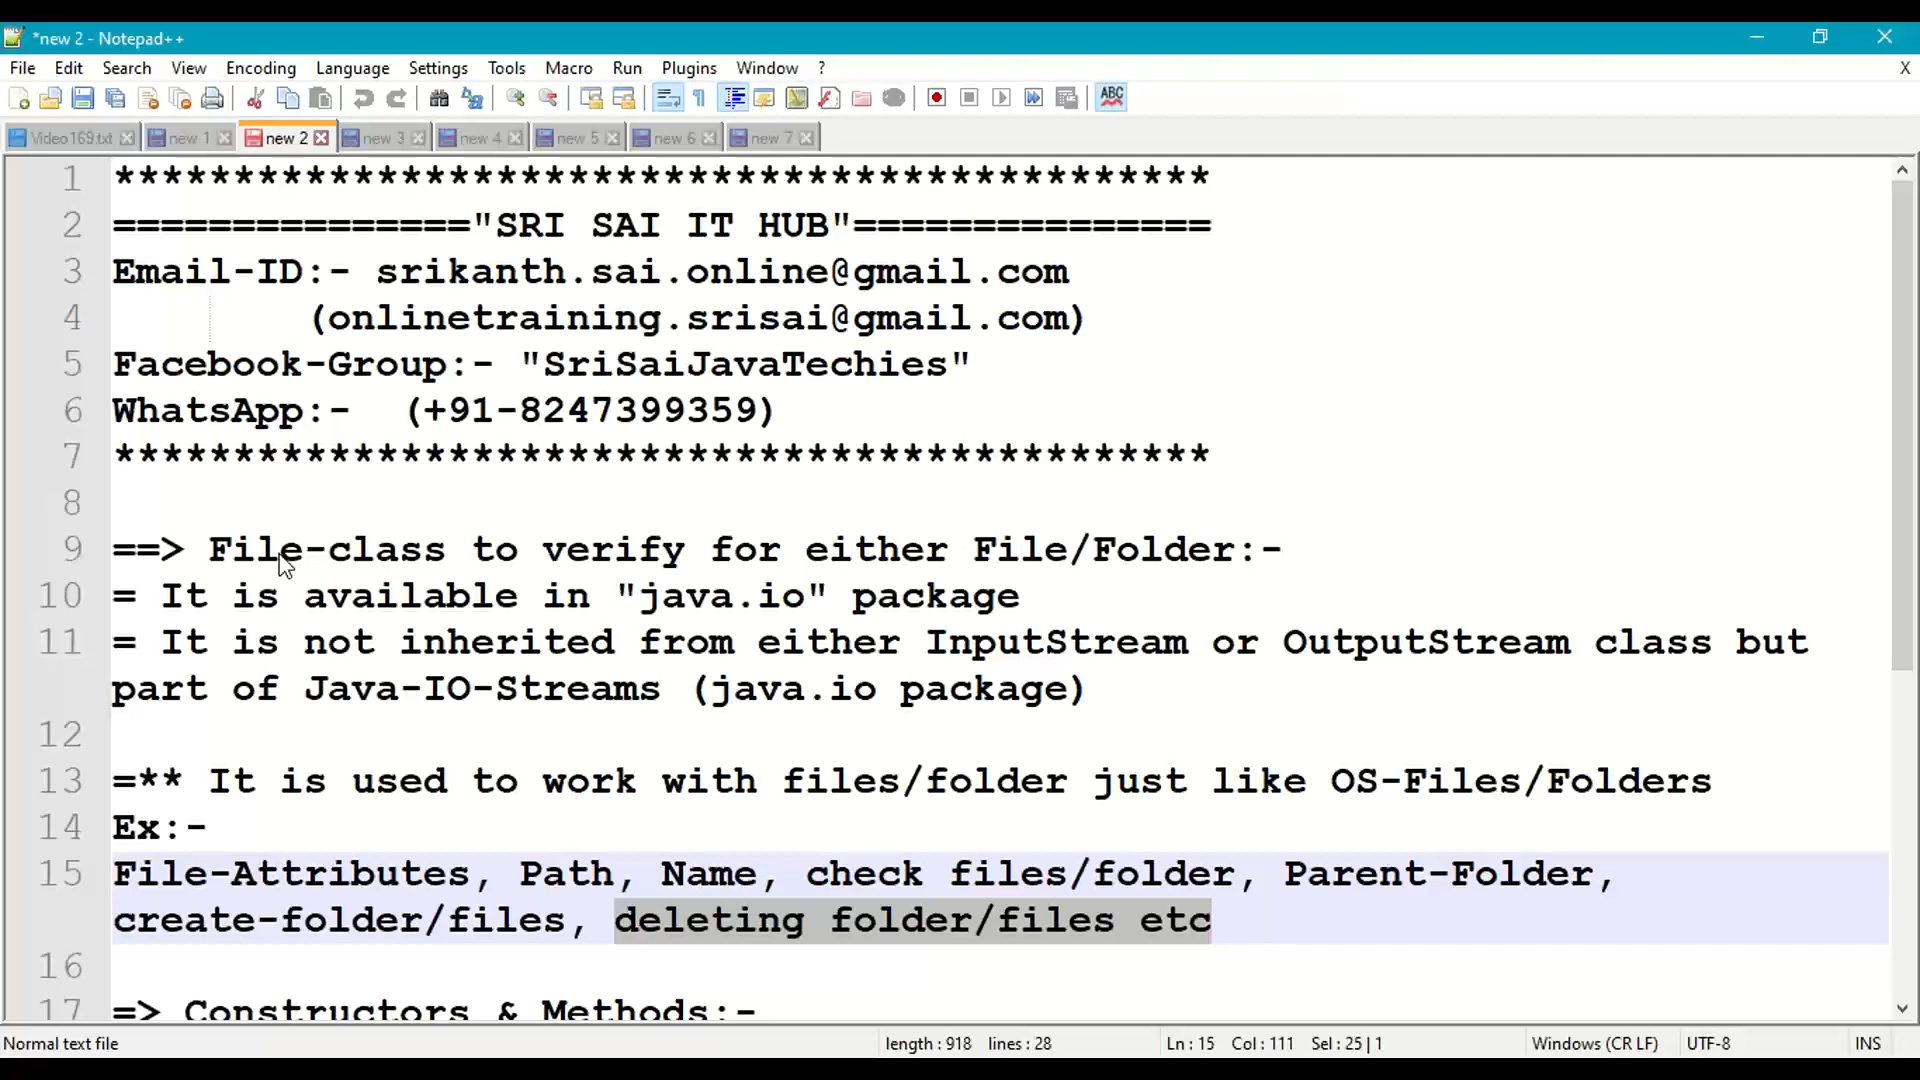 *new 2 - Notepad++
File Edit Search View Encoding Language Settings Tools Macro Run Plugins Window ? X
ABC
Video169.txt new 1 new 2 new 3 new 4 new 5 new 6 new 7
1 **********************************************
2 ==============="SRI SAI IT HUB"===============
3 Email-ID:- srikanth.sai.online@gmail.com
4 (onlinetraining.srisai@gmail.com)
5 Facebook-Group:- "SriSaiJavaTechies"
6 WhatsApp:- (+91-8247399359)
7 **********************************************
8
9 ==> File-class to verify for either File/Folder:-
10 = It is available in "java.io" package
11 = It is not inherited from either InputStream or OutputStream class but
part of Java-IO-Streams (java.io package)
12
13 =** It is used to work with files/folder just like OS-Files/Folders
14 Ex:-
15 File-Attributes, Path, Name, check files/folder, Parent-Folder,
create-folder/files, deleting folder/files etc
16
17 => Constructors & Methods:-
Normal text file length : 918 lines : 28 Ln : 15 Col : 111 Sel : 25 | 1 Windows (CR LF) UTF-8 INS